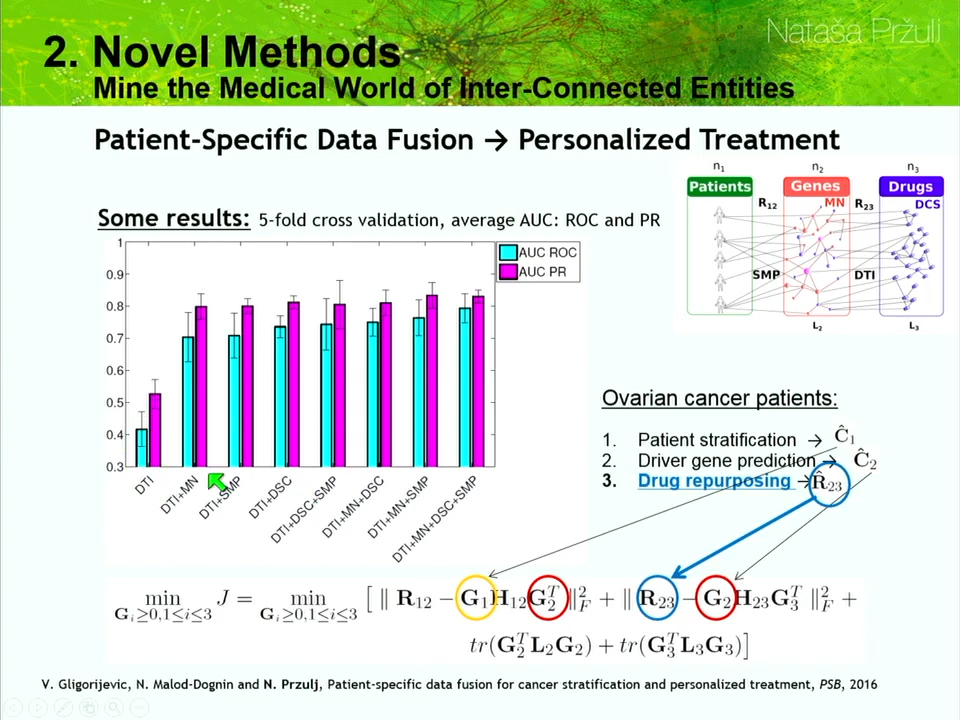 Nataša Pržulj
2. Novel Methods
Mine the Medical World of Inter-Connected Entities
Patient-Specific Data Fusion → Personalized Treatment
n₁ n₂ n₃
Patients Genes Drugs
R₁₂ MN R₂₃ DCS
SMP DTI
L₂ L₃
Some results: 5-fold cross validation, average AUC: ROC and PR
AUC ROC
AUC PR
1
0.9
0.8
0.7
0.6
0.5
0.4
0.3
DTI
DTI+MN
DTI+SMP
DTI+DSC
DTI+DSC+SMP
DTI+MN+DSC
DTI+MN+SMP
DTI+MN+DSC+SMP
Ovarian cancer patients:
1. Patient stratification → Ĉ₁
2. Driver gene prediction → Ĉ₂
3. Drug repurposing → R̂₂₃
min J = min [ ‖ R₁₂ − G₁H₁₂G₂ᵀ ‖²_F + ‖ R₂₃ − G₂H₂₃G₃ᵀ ‖²_F +
Gᵢ≥0,1≤i≤3 Gᵢ≥0,1≤i≤3
tr(G₂ᵀL₂G₂) + tr(G₃ᵀL₃G₃)]
V. Gligorijevic, N. Malod-Dognin and N. Przulj, Patient-specific data fusion for cancer stratification and personalized treatment, PSB, 2016